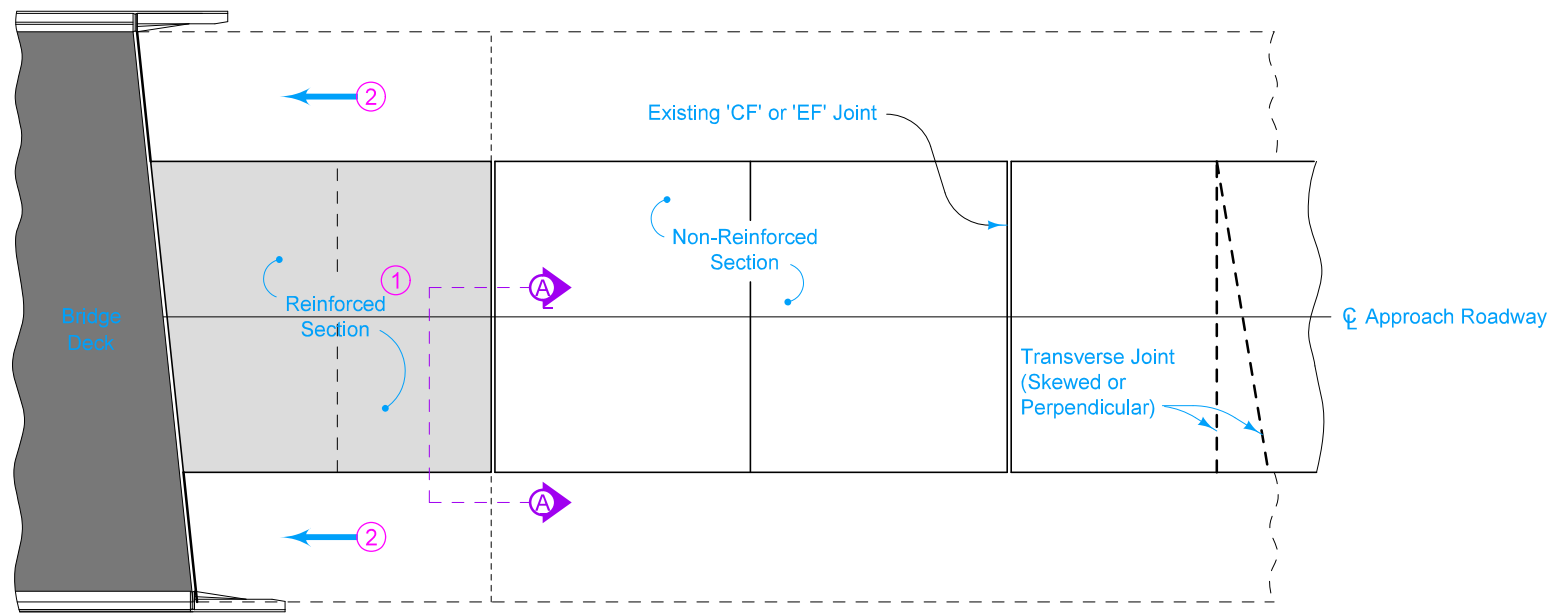 2
Existing 'CF' or 'EF' Joint
Non-Reinforced
Section
1
A
Reinforced
Section
Bridge
Deck
℄ Approach Roadway
Transverse Joint
(Skewed or
Perpendicular)
A
2